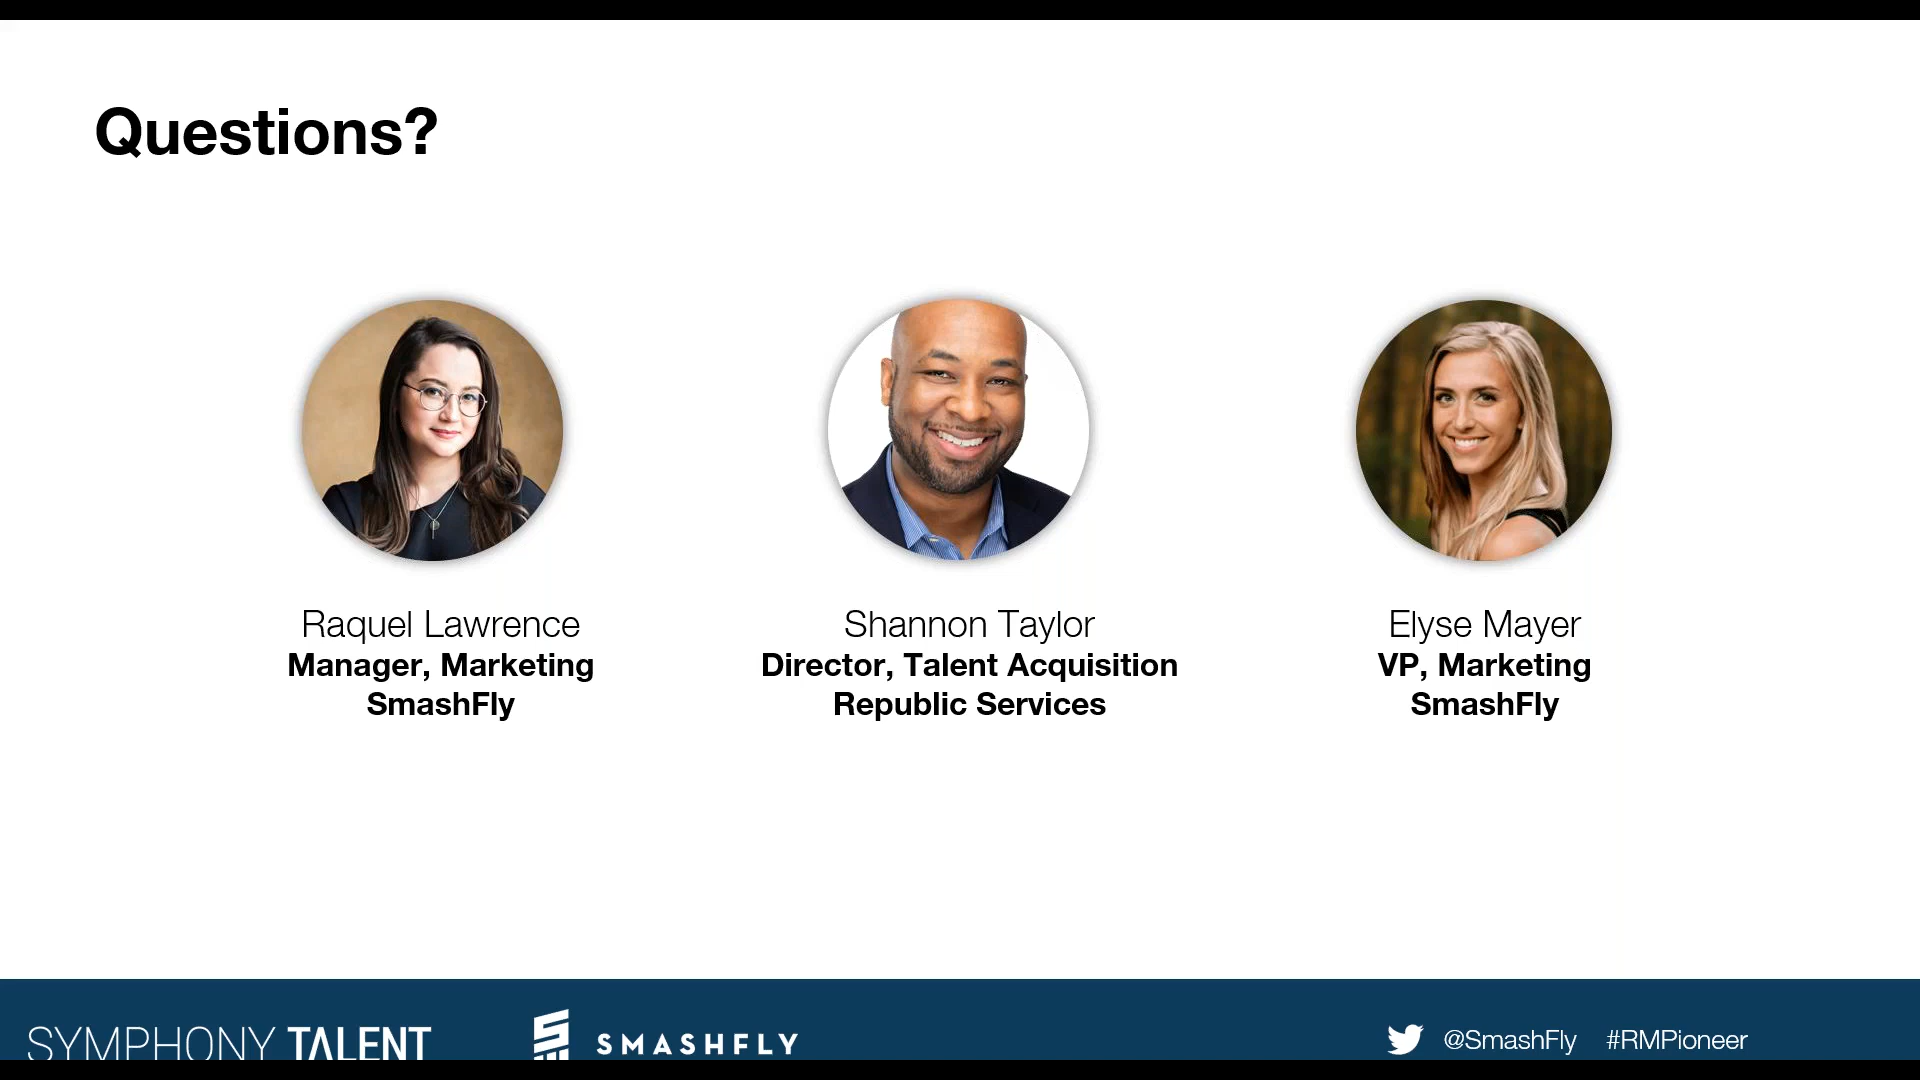 Questions?
Raquel Lawrence
Manager, Marketing
SmashFly
Shannon Taylor
Director, Talent Acquisition
Republic Services
Elyse Mayer
VP, Marketing
SmashFly
SYMPHONY TALENT
SMASHFLY
@SmashFly #RMPioneer